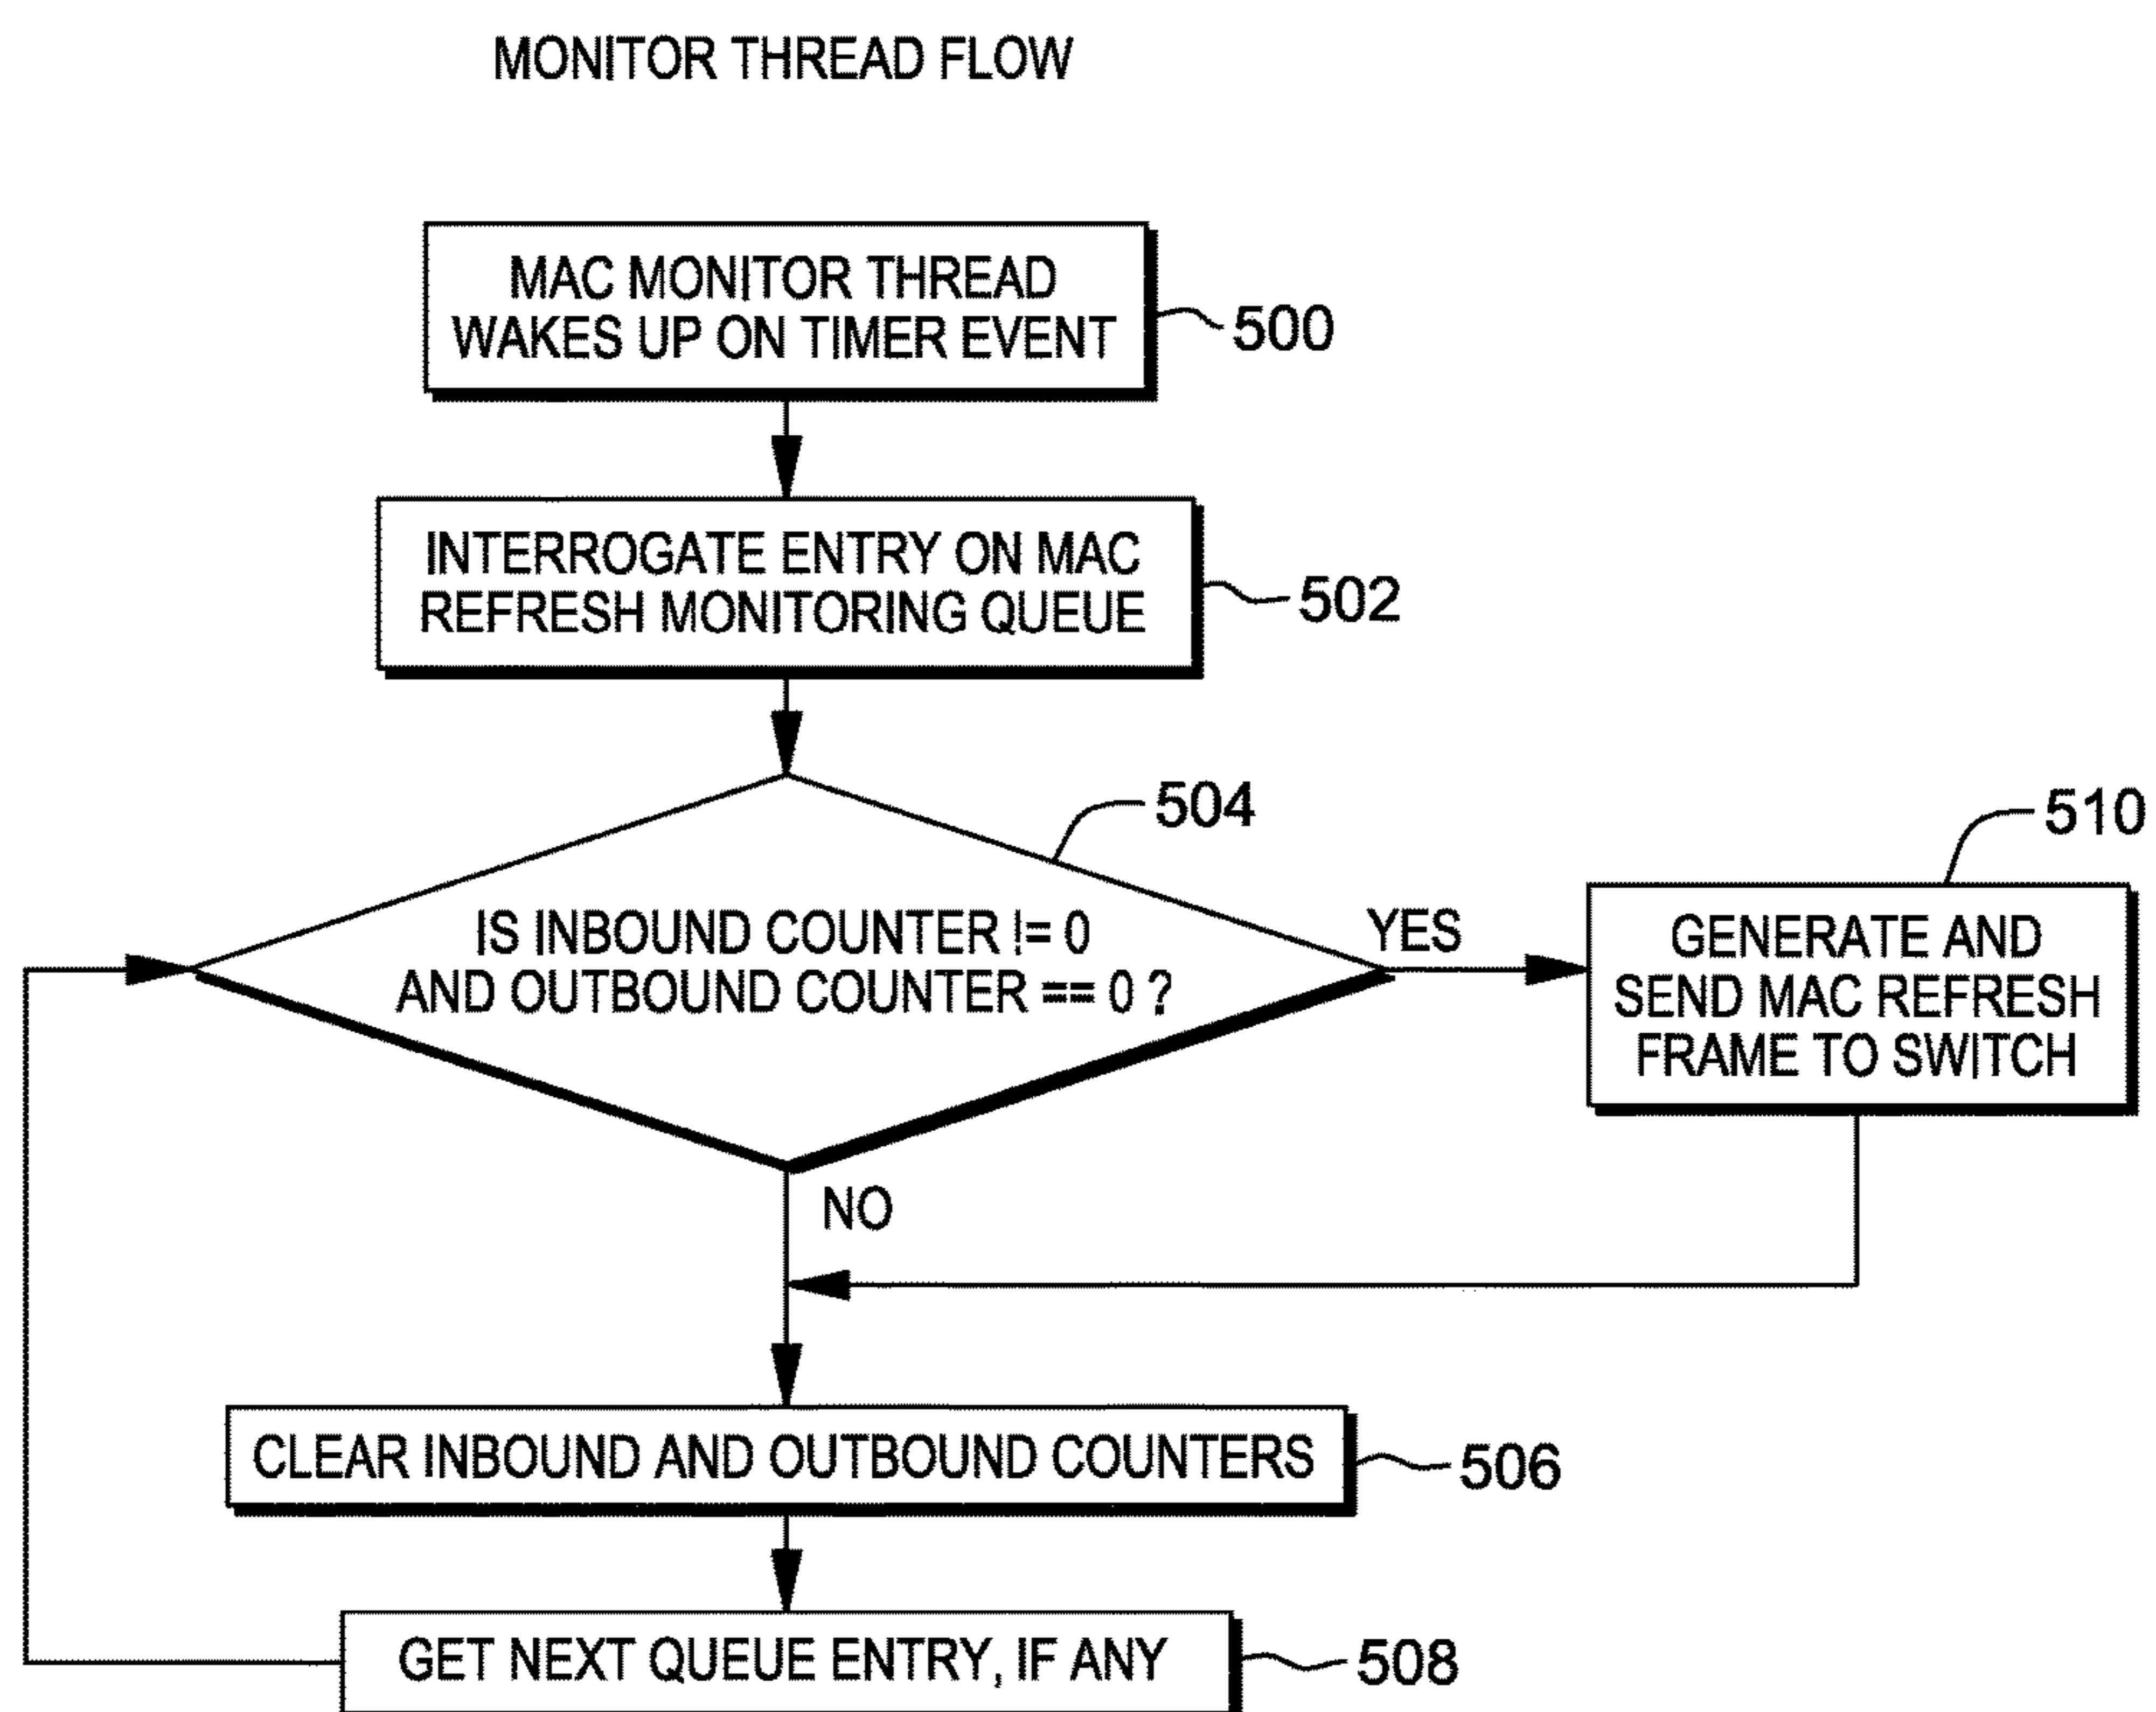 MONITOR THREAD FLOW
MAC MONITOR THREAD
WAKES UP ON TIMER EVENT
500
INTERROGATE ENTRY ON MAC
REFRESH MONITORING QUEUE
502
504
IS INBOUND COUNTER != 0
AND OUTBOUND COUNTER == 0 ?
YES
510
GENERATE AND
SEND MAC REFRESH
FRAME TO SWITCH
NO
CLEAR INBOUND AND OUTBOUND COUNTERS
506
GET NEXT QUEUE ENTRY, IF ANY
508